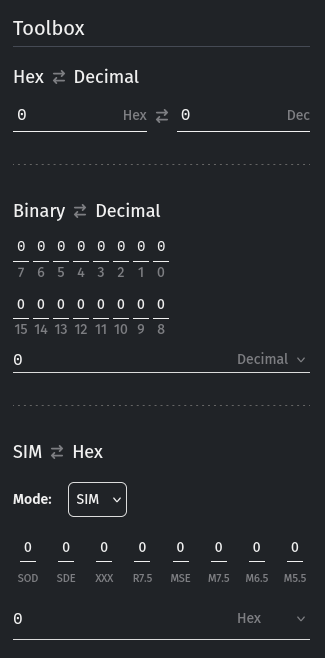 Toolbox
Hex ⇄ Decimal
0 Hex ⇄ 0 Dec
Binary ⇄ Decimal
0 0 0 0 0 0 0 0
7 6 5 4 3 2 1 0
0 0 0 0 0 0 0 0
15 14 13 12 11 10 9 8
0 Decimal
SIM ⇄ Hex
Mode: SIM
0 0 0 0 0 0 0 0
SOD SDE XXX R7.5 MSE M7.5 M6.5 M5.5
0 Hex